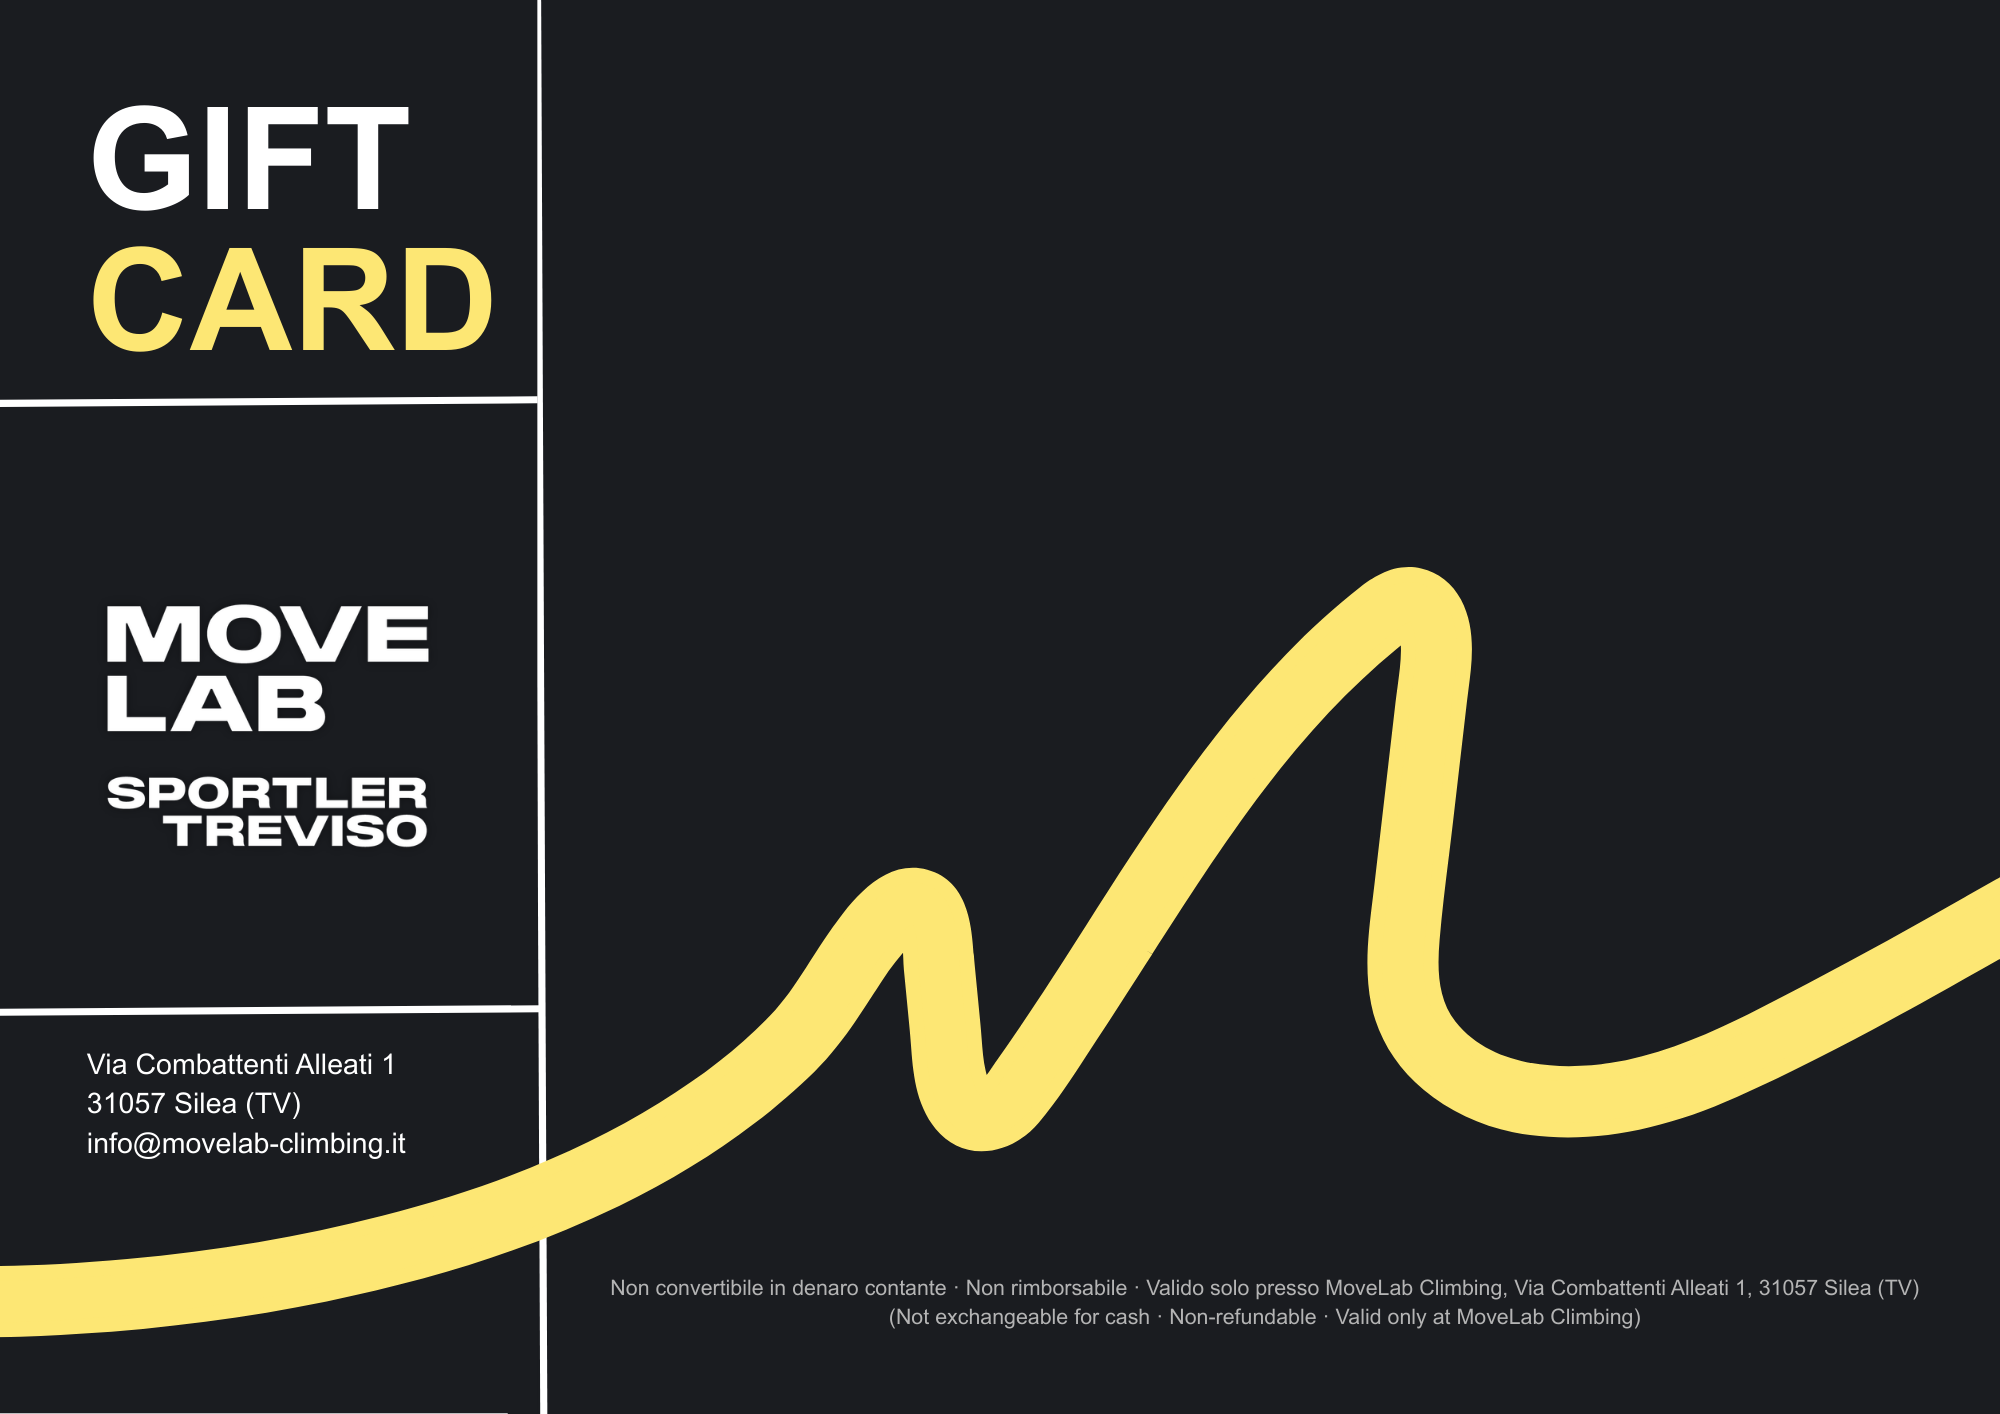 GIFT
CARD
MOVE
LAB
SPORTLER
TREVISO
Via Combattenti Alleati 1
31057 Silea (TV)
info@movelab-climbing.it
Non convertibile in denaro contante · Non rimborsabile · Valido solo presso MoveLab Climbing, Via Combattenti Alleati 1, 31057 Silea (TV)
(Not exchangeable for cash · Non-refundable · Valid only at MoveLab Climbing)